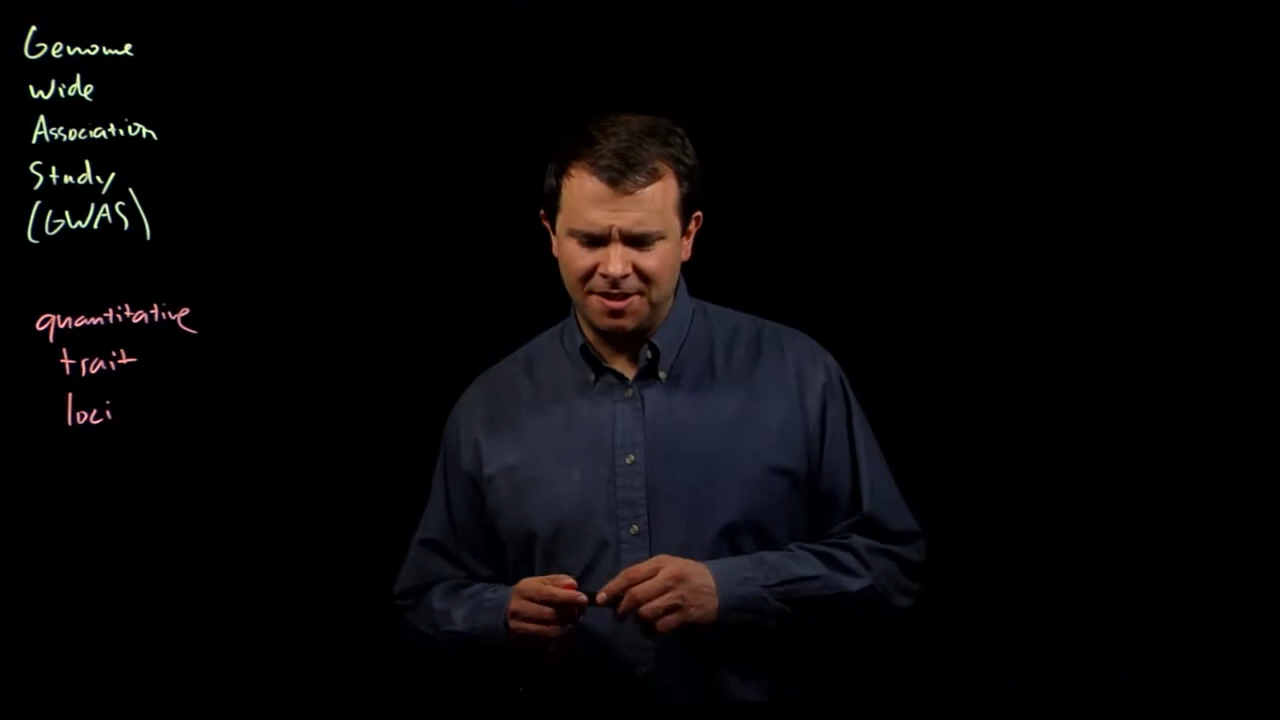 Genome
Wide
Association
Study
(GWAS)
quantitative
trait
loci